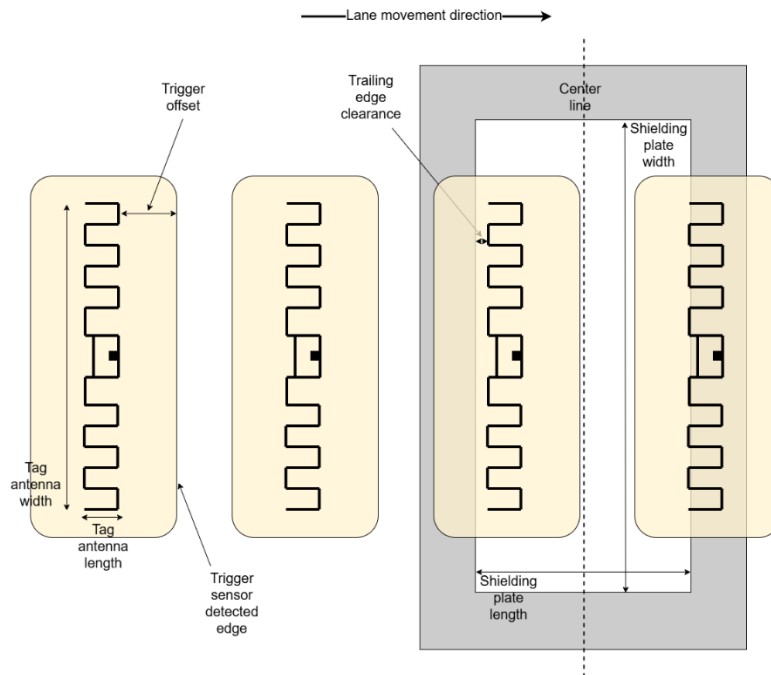 Lane movement direction
Trigger
offset
Trailing
edge
clearance
Center
line
Shielding
plate
width
Tag
antenna
width
Tag
antenna
length
Trigger
sensor
detected
edge
Shielding
plate
length